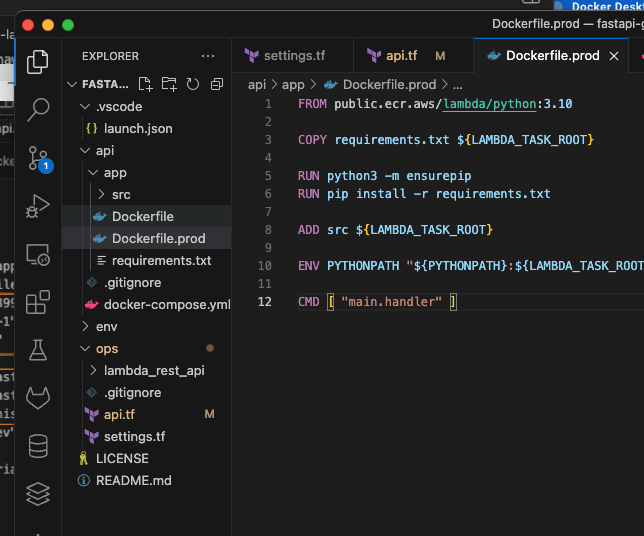 Docker Desk
Dockerfile.prod — fastapi-g
EXPLORER
settings.tf
api.tf M
Dockerfile.prod
FASTA...
api > app > Dockerfile.prod > ...
.vscode
launch.json
api
app
src
Dockerfile
Dockerfile.prod
requirements.txt
.gitignore
docker-compose.yml
env
ops
lambda_rest_api
.gitignore
api.tf M
settings.tf
LICENSE
README.md
1
1 FROM public.ecr.aws/lambda/python:3.10
2
3 COPY requirements.txt ${LAMBDA_TASK_ROOT}
4
5 RUN python3 -m ensurepip
6 RUN pip install -r requirements.txt
7
8 ADD src ${LAMBDA_TASK_ROOT}
9
10 ENV PYTHONPATH "${PYTHONPATH}:${LAMBDA_TASK_ROOT
11
12 CMD [ "main.handler" ]